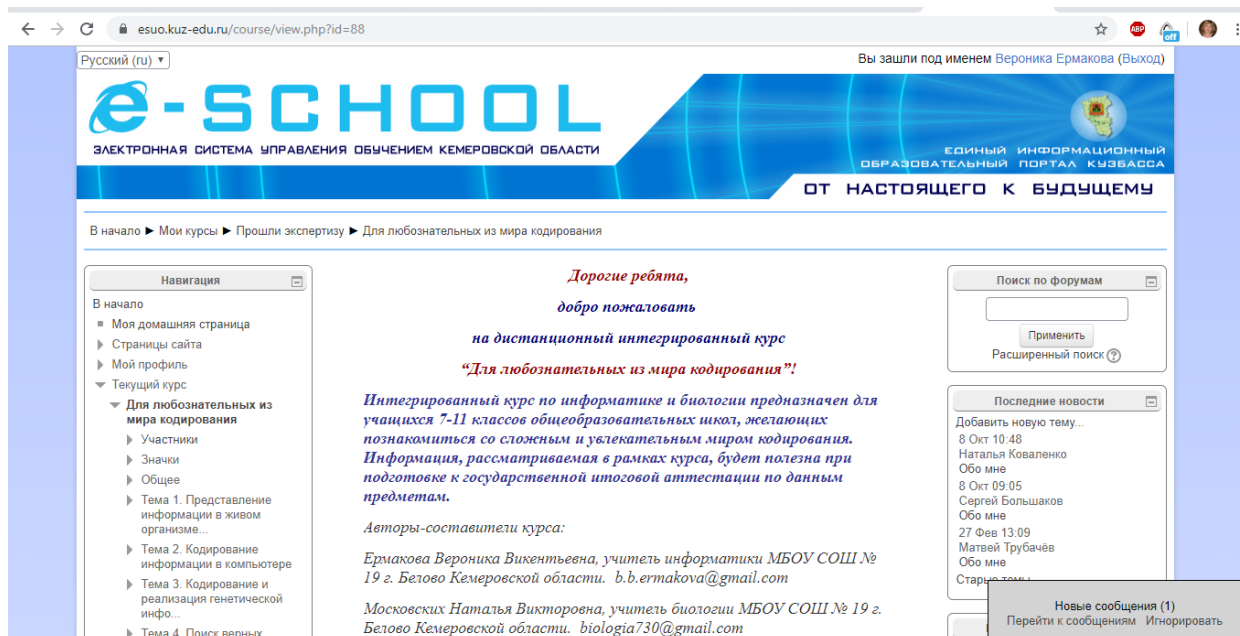 esuo.kuz-edu.ru/course/view.php?id=88
ABP
off
Русский (ru)
Вы зашли под именем Вероника Ермакова (Выход)
e-SCHOOL
ЭЛЕКТРОННАЯ СИСТЕМА УПРАВЛЕНИЯ ОБУЧЕНИЕМ КЕМЕРОВСКОЙ ОБЛАСТИ
ЕДИНЫЙ ИНФОРМАЦИОННЫЙ
ОБРАЗОВАТЕЛЬНЫЙ ПОРТАЛ КУЗБАССА
ОТ НАСТОЯЩЕГО К БУДУЩЕМУ
В начало ► Мои курсы ► Прошли экспертизу ► Для любознательных из мира кодирования
Навигация
В начало
Моя домашняя страница
Страницы сайта
Мой профиль
Текущий курс
Для любознательных из
мира кодирования
Участники
Значки
Общее
Тема 1. Представление
информации в живом
организме...
Тема 2. Кодирование
информации в компьютере
Тема 3. Кодирование и
реализация генетической
инфо...
Тема 4. Поиск верных
Дорогие ребята,
добро пожаловать
на дистанционный интегрированный курс
“Для любознательных из мира кодирования”!
Интегрированный курс по информатике и биологии предназначен для
учащихся 7-11 классов общеобразовательных школ, желающих
познакомиться со сложным и увлекательным миром кодирования.
Информация, рассматриваемая в рамках курса, будет полезна при
подготовке к государственной итоговой аттестации по данным
предметам.
Авторы-составители курса:
Ермакова Вероника Викентьевна, учитель информатики МБОУ СОШ №
19 г. Белово Кемеровской области. b.b.ermakova@gmail.com
Московских Наталья Викторовна, учитель биологии МБОУ СОШ № 19 г.
Белово Кемеровской области. biologia730@gmail.com
Поиск по форумам
Применить
Расширенный поиск
Последние новости
Добавить новую тему...
8 Окт 10:48
Наталья Коваленко
Обо мне
8 Окт 09:05
Сергей Большаков
Обо мне
27 Фев 13:09
Матвей Трубачёв
Обо мне
Старые темы
Новые сообщения (1)
Перейти к сообщениям Игнорировать